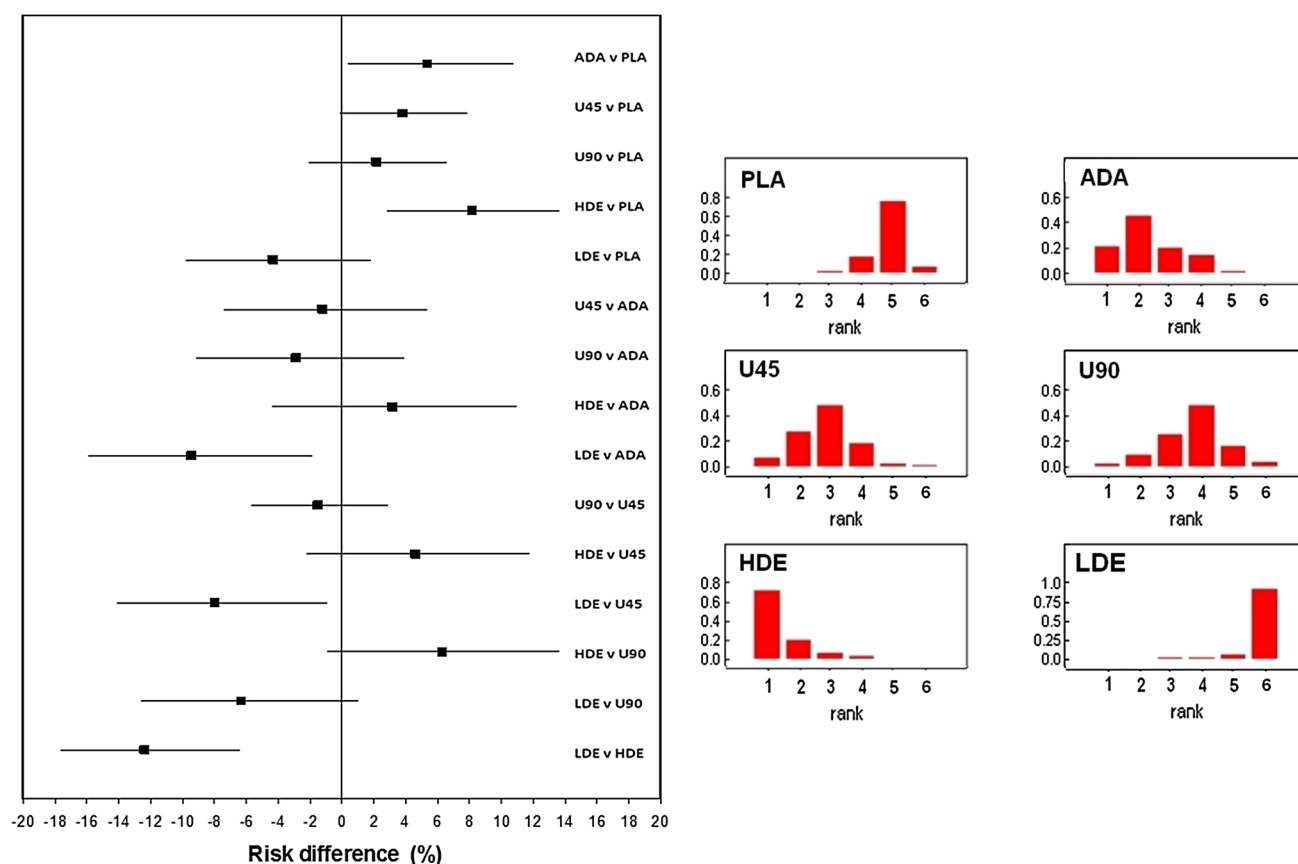 ADA v PLA
U45 v PLA
U90 v PLA
HDE v PLA
LDE v PLA
U45 v ADA
U90 v ADA
HDE v ADA
LDE v ADA
U90 v U45
HDE v U45
LDE v U45
HDE v U90
LDE v U90
LDE v HDE
-20 -18 -16 -14 -12 -10 -8 -6 -4 -2 0 2 4 6 8 10 12 14 16 18 20
Risk difference (%)
PLA
0.8
0.6
0.4
0.2
0.0
1 2 3 4 5 6
rank
ADA
0.6
0.4
0.2
0.0
1 2 3 4 5 6
rank
U45
0.6
0.4
0.2
0.0
1 2 3 4 5 6
rank
U90
0.6
0.4
0.2
0.0
1 2 3 4 5 6
rank
HDE
0.8
0.6
0.4
0.2
0.0
1 2 3 4 5 6
rank
LDE
1.0
0.75
0.5
0.25
0.0
1 2 3 4 5 6
rank